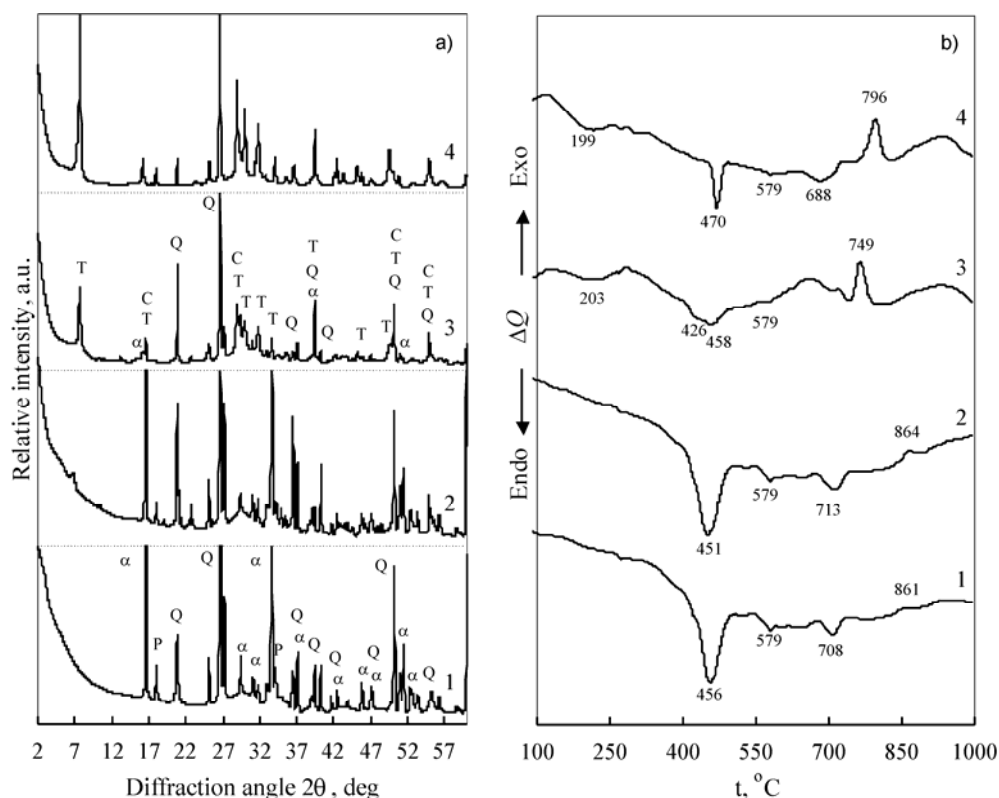 a)
4
Q
Q
T
C
T
α
C
T
T
T
Q
T
Q
α
Q
T
T
C
T
Q
α
C
T
Q
3
2
α
P
Q
Q
α
P
α
α
Q
α
Q
Q
α
α
Q
α
Q
α
α
Q
1
2 7 12 17 22 27 32 37 42 47 52 57
Diffraction angle 2θ , deg
Relative intensity, a.u.
b)
796
4
199
470
579
688
749
3
203
426
458
579
2
864
451
579
713
1
861
456
579
708
Exo
ΔQ
Endo
100 250 400 550 700 850 1000
t, °C